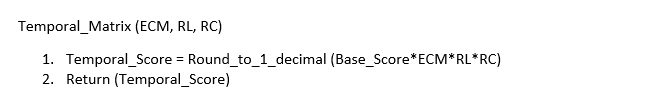 Temporal_Matrix (ECM, RL, RC)
1. Temporal_Score = Round_to_1_decimal (Base_Score*ECM*RL*RC)
2. Return (Temporal_Score)